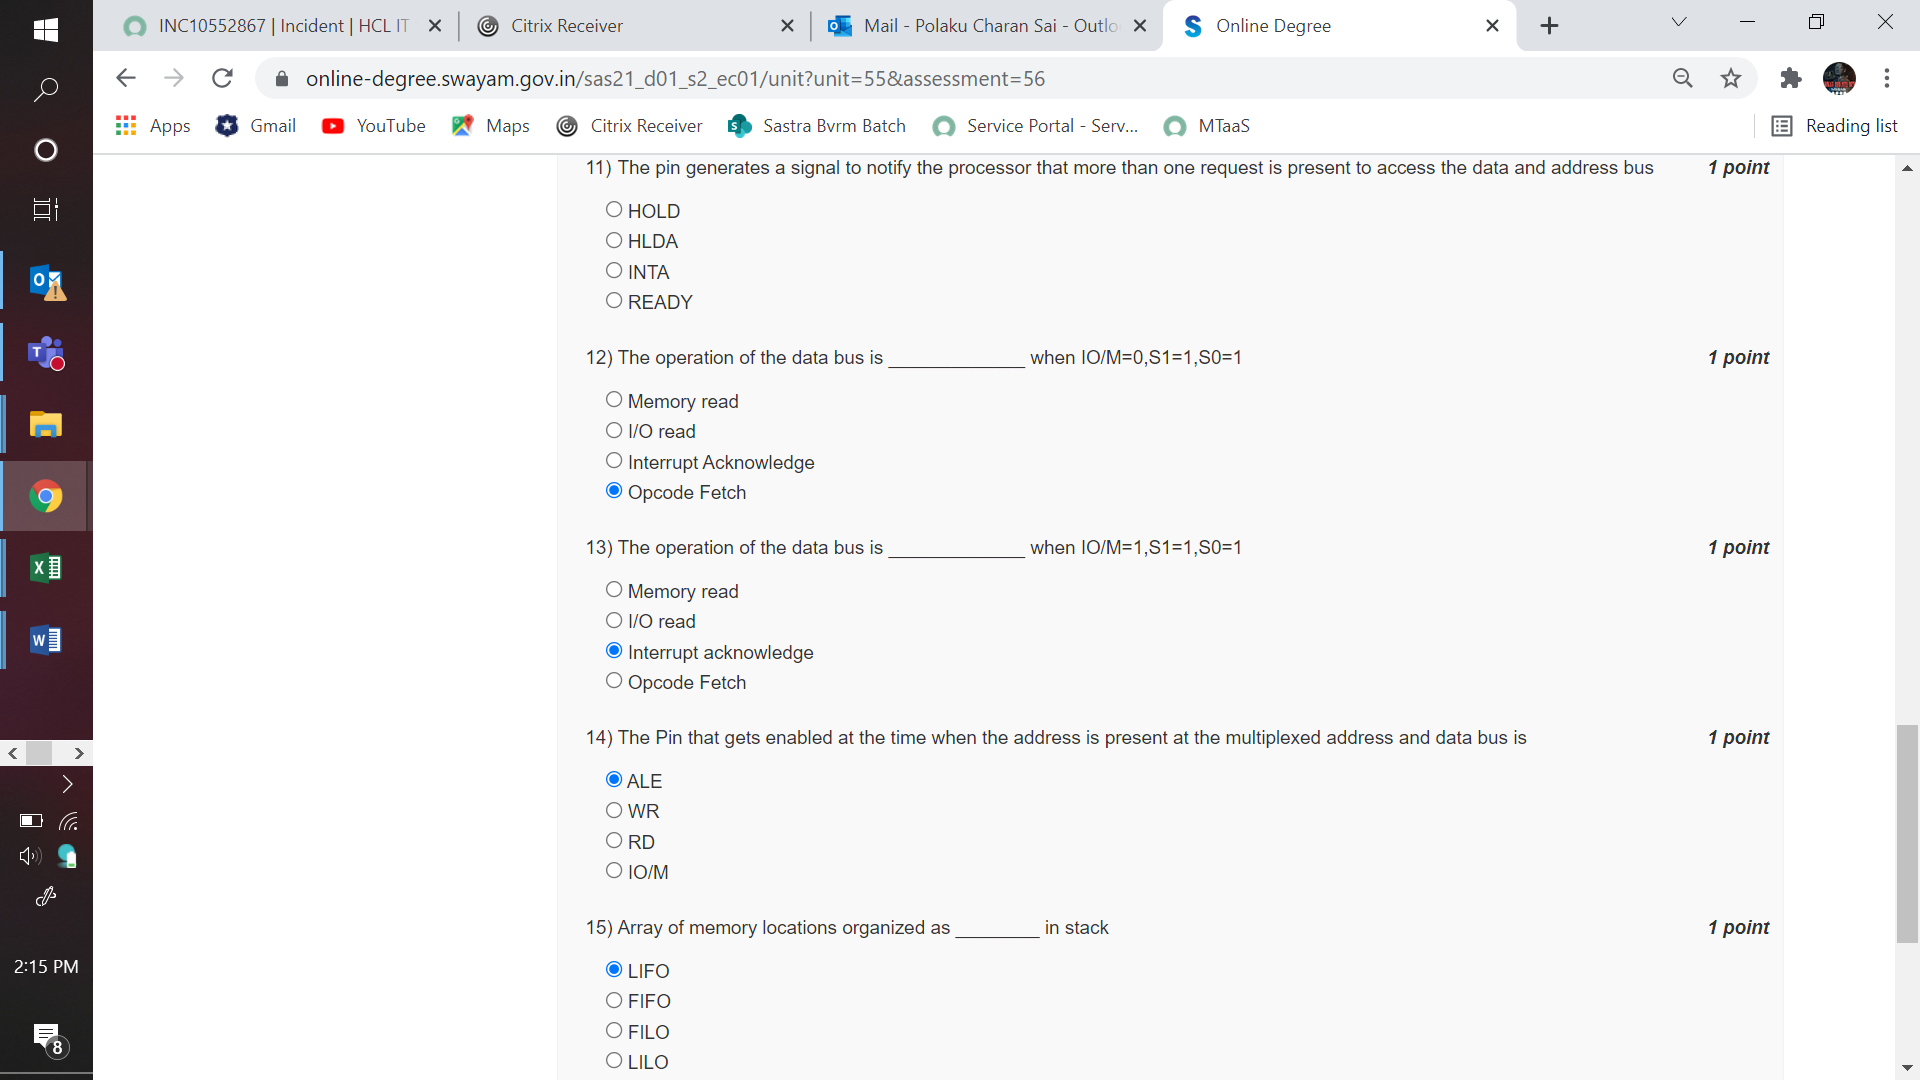 INC10552867 | Incident | HCL IT
Citrix Receiver
Mail - Polaku Charan Sai - Outlo
Online Degree
online-degree.swayam.gov.in/sas21_d01_s2_ec01/unit?unit=55&assessment=56
Apps
Gmail
YouTube
Maps
Citrix Receiver
Sastra Bvrm Batch
Service Portal - Serv...
MTaaS
Reading list
11) The pin generates a signal to notify the processor that more than one request is present to access the data and address bus 1 point
HOLD
HLDA
INTA
READY
12) The operation of the data bus is _____________ when IO/M=0,S1=1,S0=1 1 point
Memory read
I/O read
Interrupt Acknowledge
Opcode Fetch
13) The operation of the data bus is _____________ when IO/M=1,S1=1,S0=1 1 point
Memory read
I/O read
Interrupt acknowledge
Opcode Fetch
14) The Pin that gets enabled at the time when the address is present at the multiplexed address and data bus is 1 point
ALE
WR
RD
IO/M
15) Array of memory locations organized as ________ in stack 1 point
LIFO
FIFO
FILO
LILO
2:15 PM
8